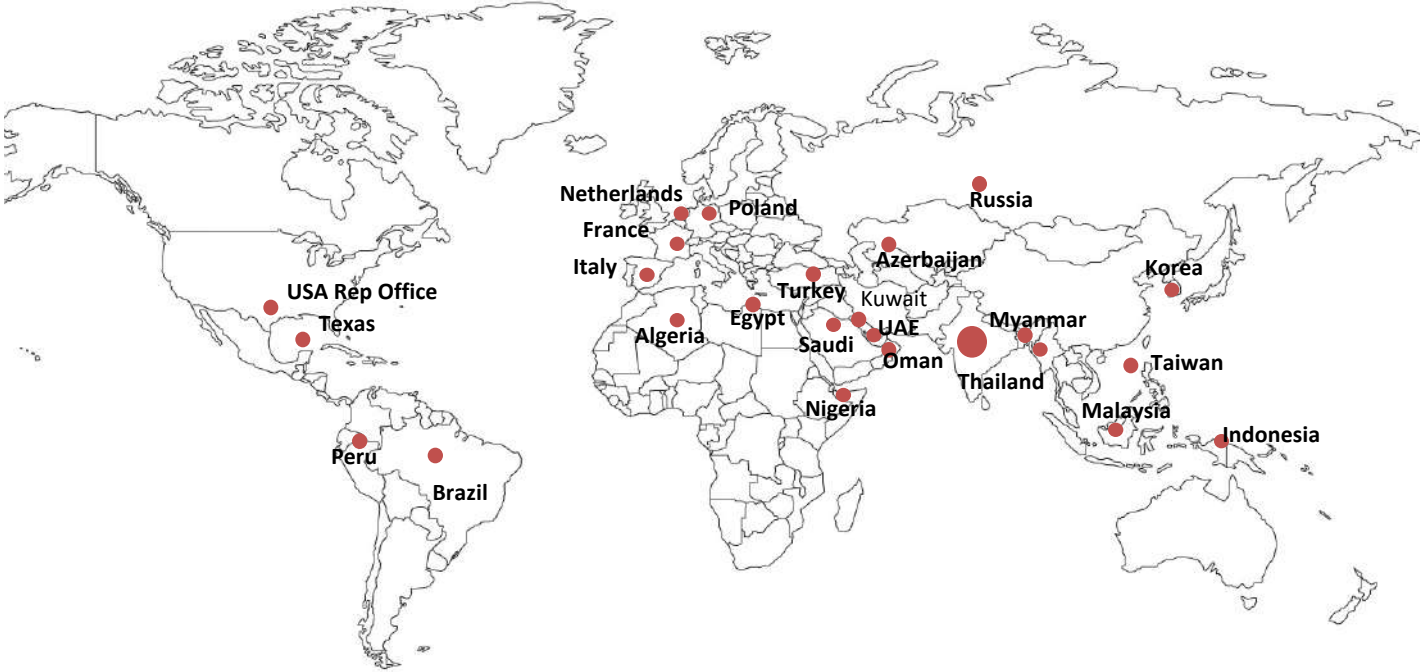 Netherlands
Poland
Russia
France
Azerbaijan
Italy
Korea
USA Rep Office
Turkey
Kuwait
Texas
Egypt
Algeria
Saudi
UAE
Myanmar
Oman
Taiwan
Thailand
Nigeria
Malaysia
Indonesia
Peru
Brazil